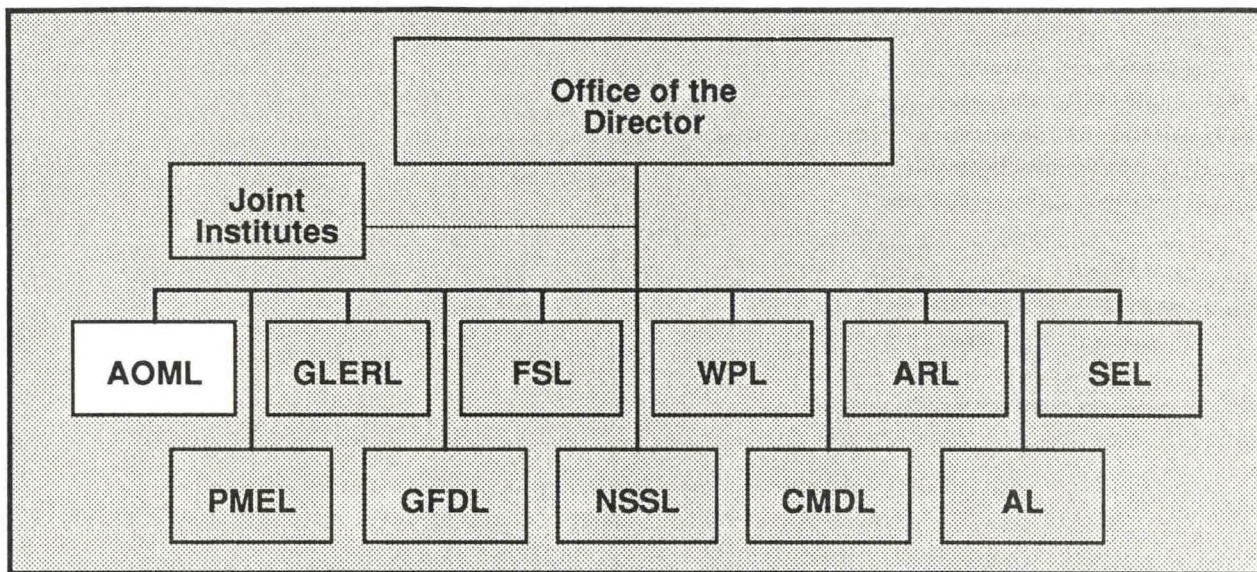 Office of the
Director
Joint
Institutes
AOML
GLERL
FSL
WPL
ARL
SEL
PMEL
GFDL
NSSL
CMDL
AL